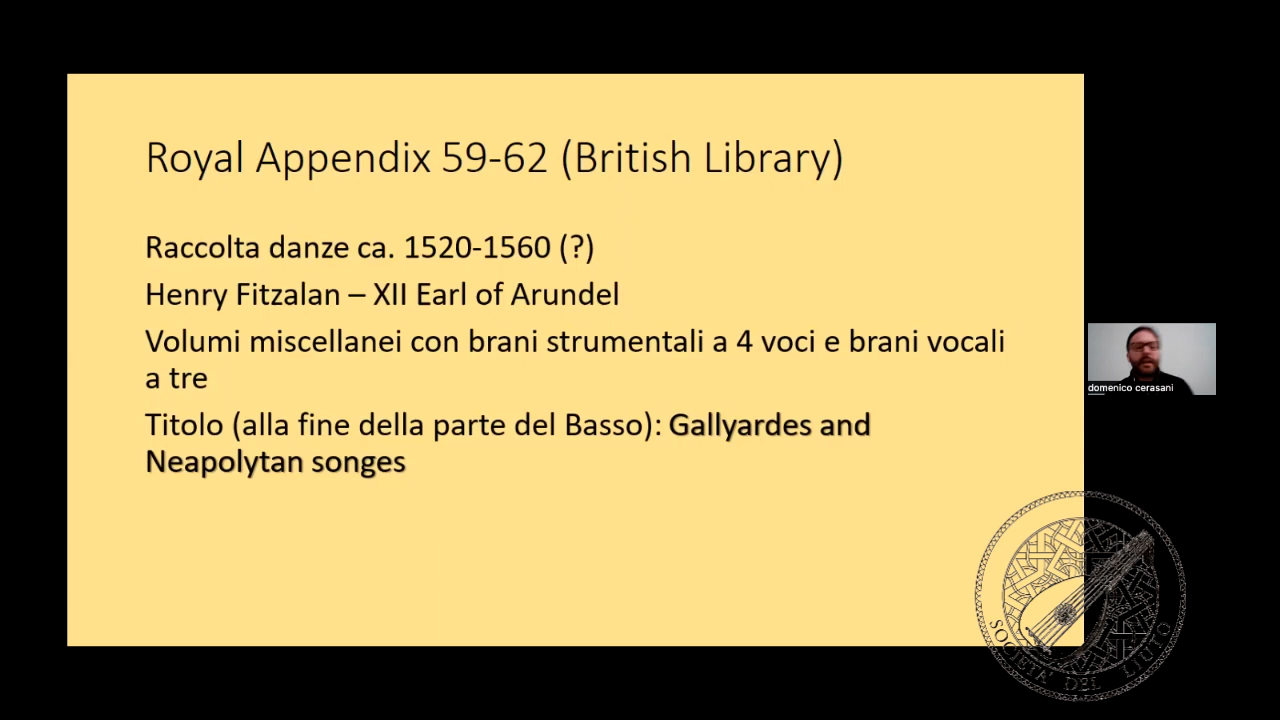 Royal Appendix 59-62 (British Library)
Raccolta danze ca. 1520-1560 (?)
Henry Fitzalan – XII Earl of Arundel
Volumi miscellanei con brani strumentali a 4 voci e brani vocali
a tre
Titolo (alla fine della parte del Basso): Gallyardes and
Neapolytan songes
domenico cerasani
SOCIETA' DEL LIUTO